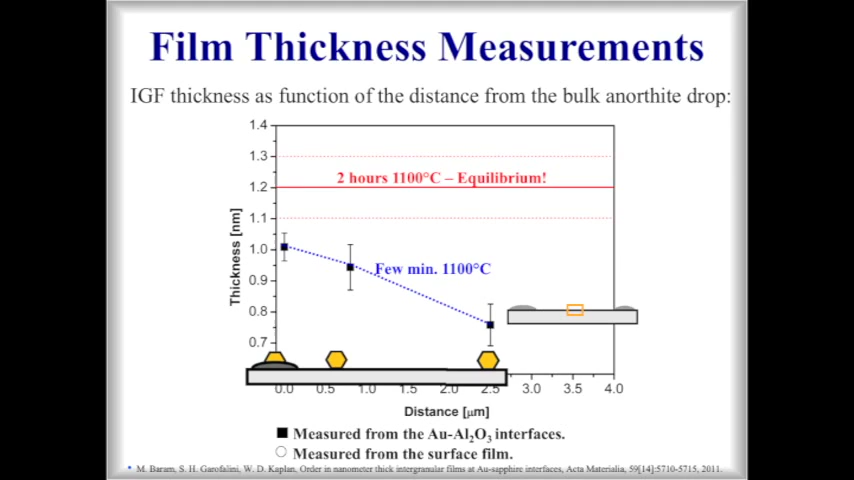 Film Thickness Measurements
IGF thickness as function of the distance from the bulk anorthite drop:
1.4
1.3
2 hours 1100°C – Equilibrium!
1.2
1.1
1.0
Few min. 1100°C
0.9
0.8
0.7
Thickness [nm]
0.0 0.5 1.0 1.5 2.0 2.5 3.0 3.5 4.0
Distance [μm]
Measured from the Au-Al₂O₃ interfaces.
Measured from the surface film.
• M. Baram, S. H. Garofalini, W. D. Kaplan, Order in nanometer thick intergranular films at Au-sapphire interfaces, Acta Materialia, 59[14]:5710-5715, 2011.